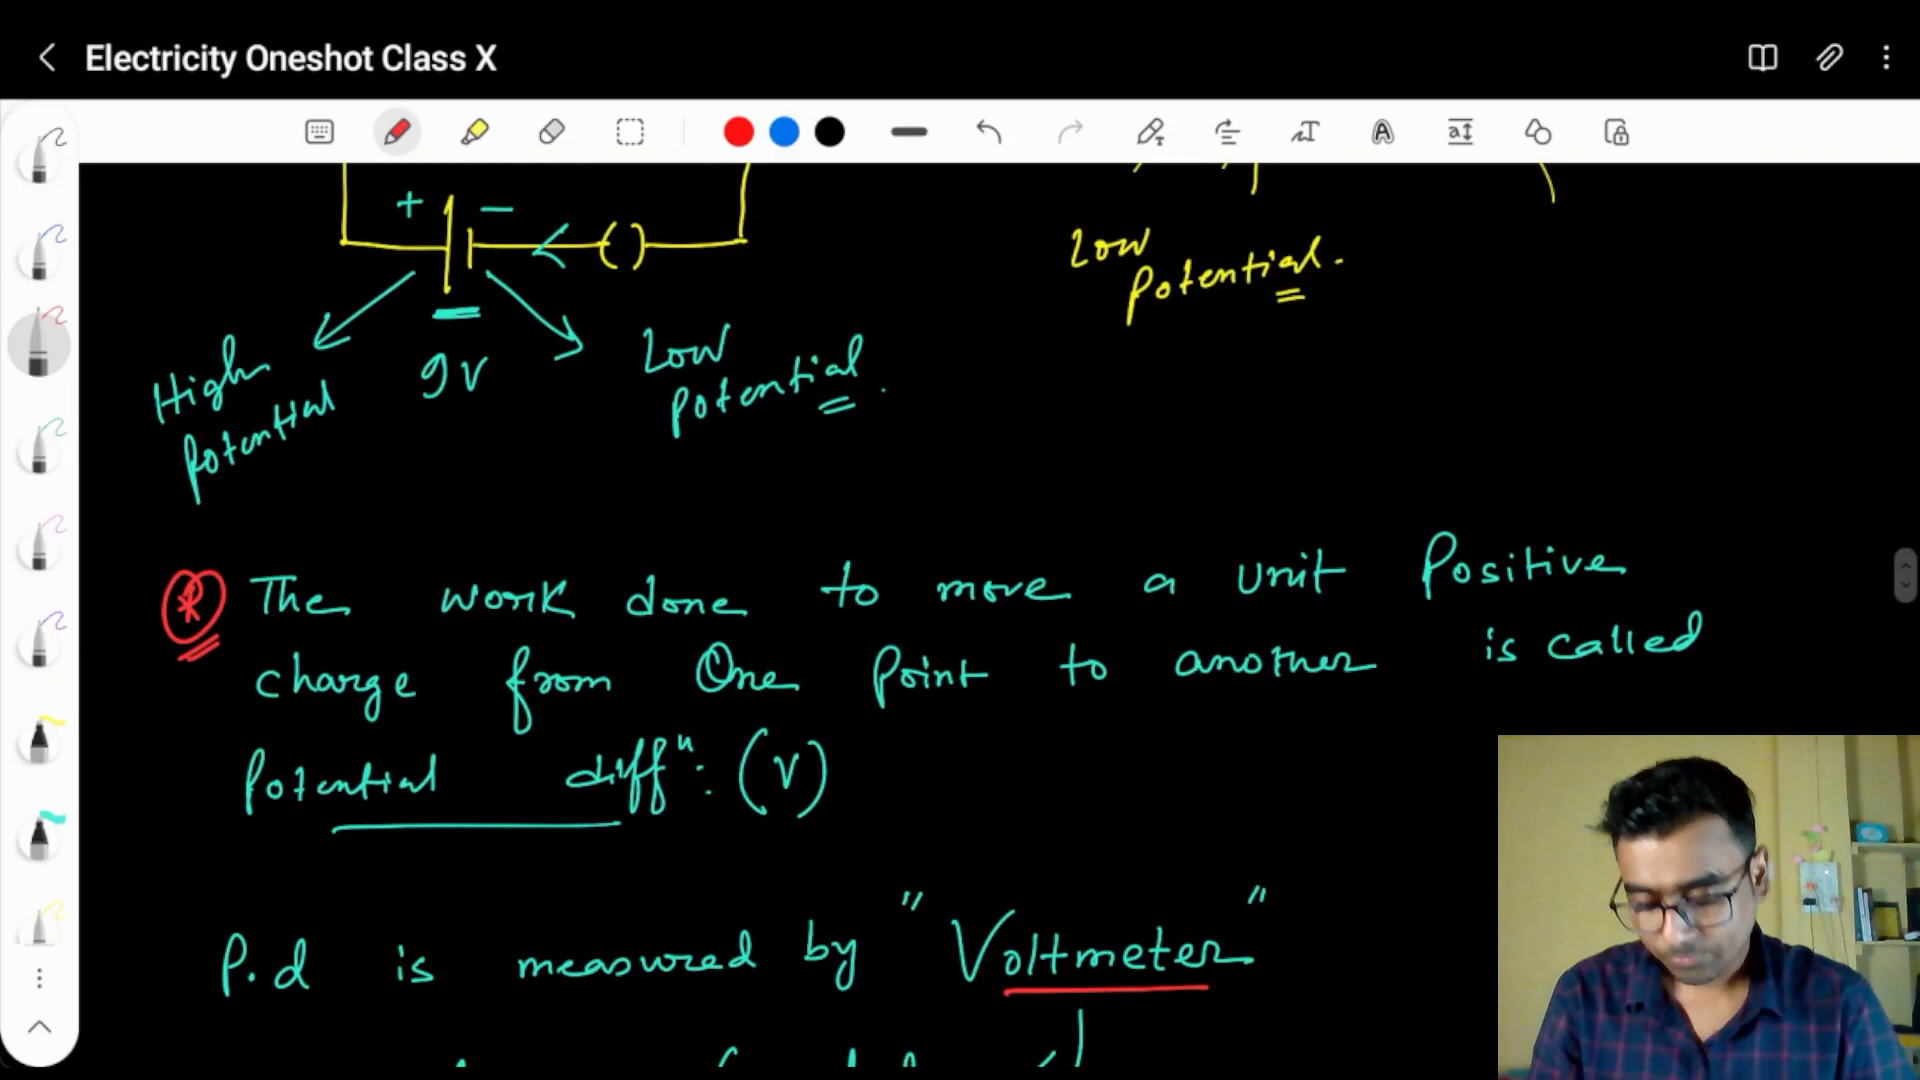 Electricity Oneshot Class X
+ −
Low
Potential.
High
Potential
9V
Low
Potential.
The work done to move a unit Positive
charge from One Point to another is called
Potential diffn: (V)
P.d is measured by "Voltmeter"